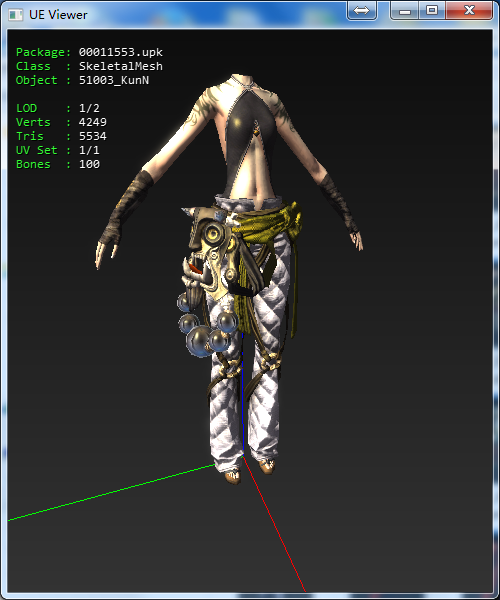 UE Viewer
Package: 00011553.upk
Class : SkeletalMesh
Object : 51003_KunN
LOD : 1/2
Verts : 4249
Tris : 5534
UV Set : 1/1
Bones : 100